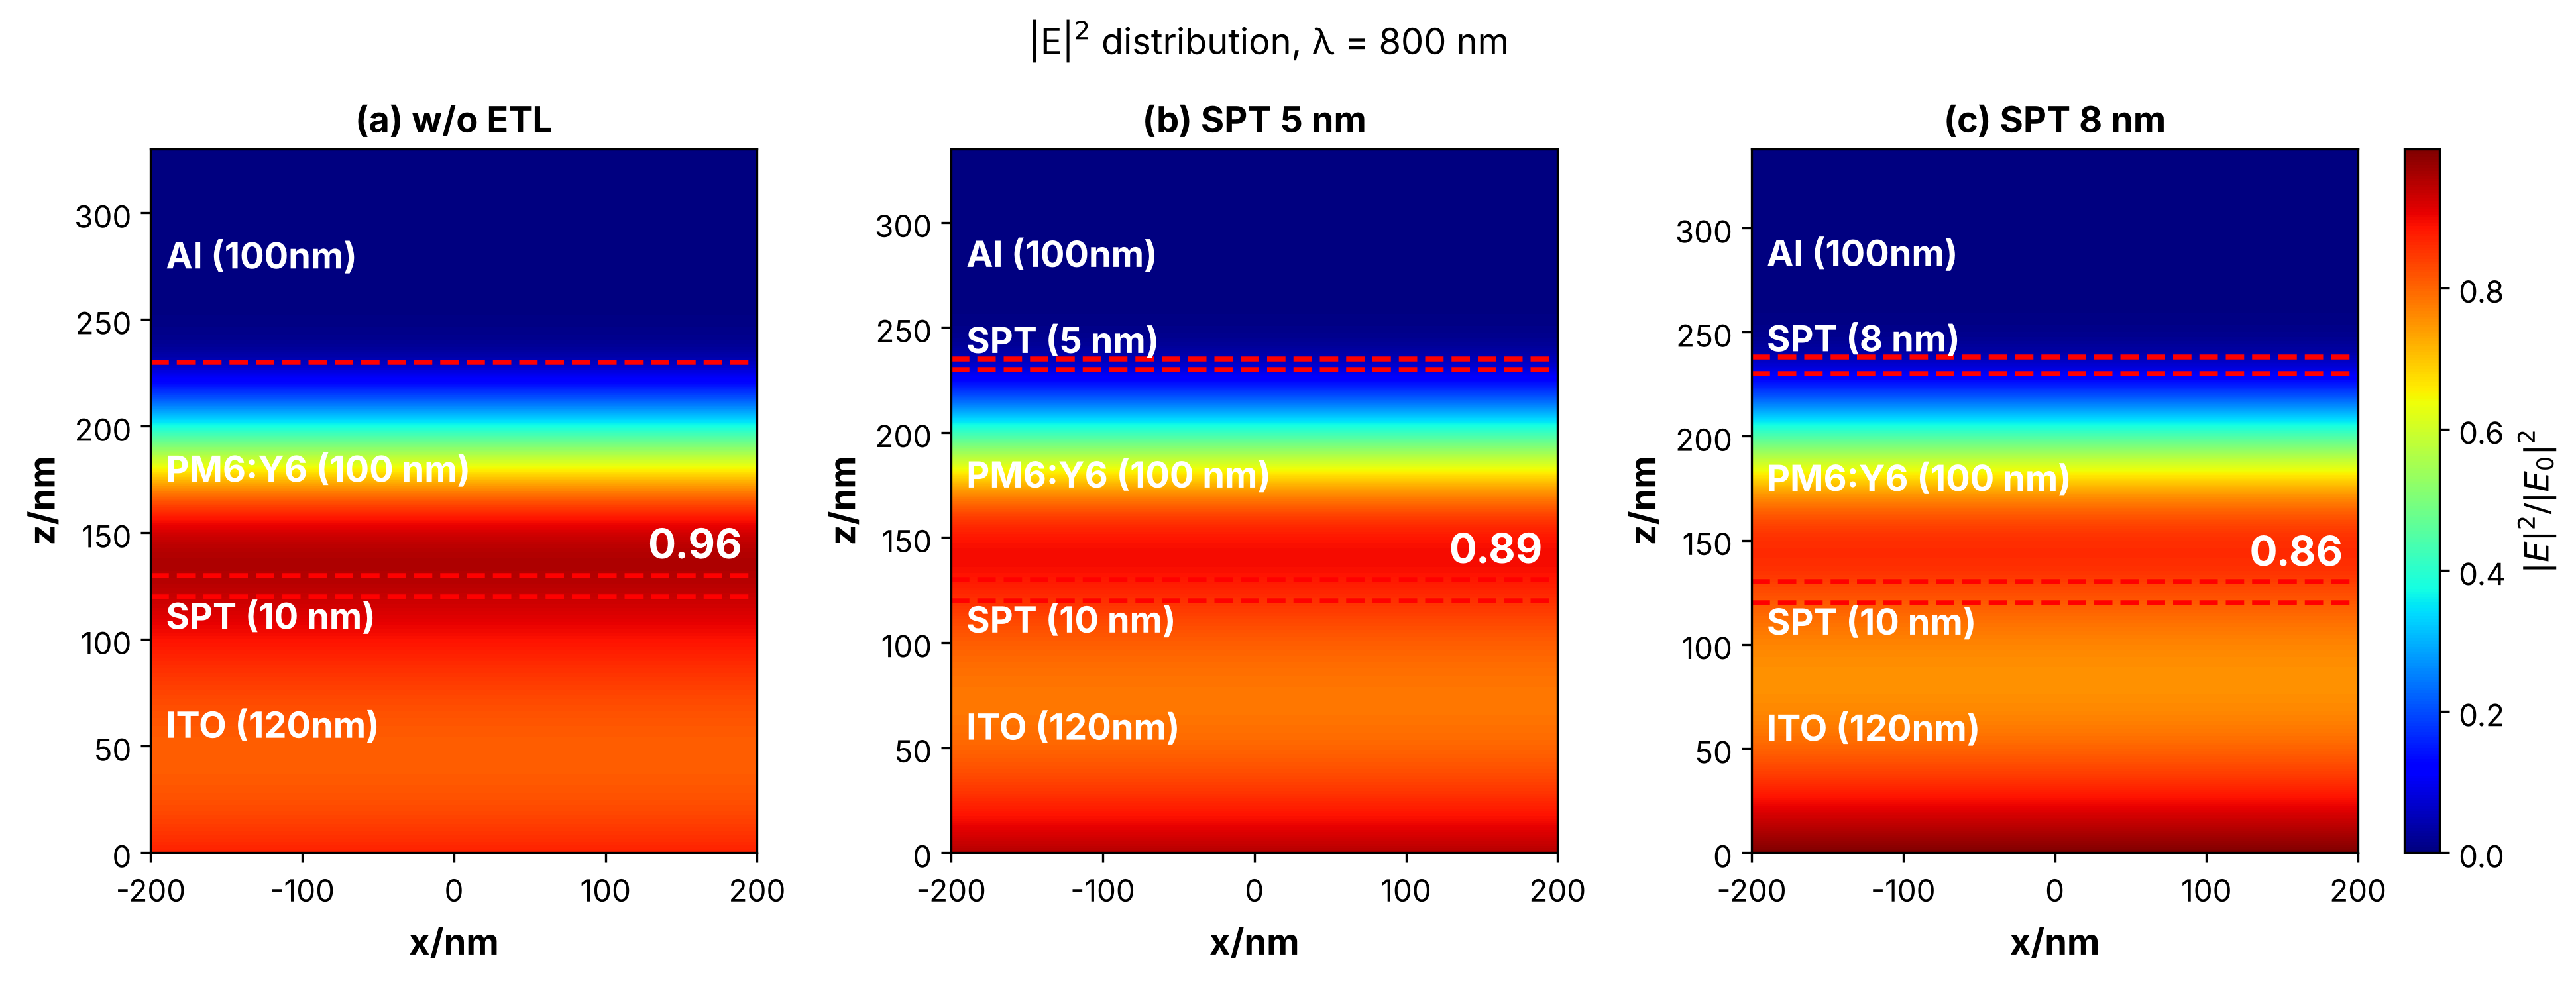 |E|² distribution, λ = 800 nm
(a) w/o ETL
z/nm
300
250
200
150
100
50
0
Al (100nm)
PM6:Y6 (100 nm)
0.96
SPT (10 nm)
ITO (120nm)
-200 -100 0 100 200
x/nm
(b) SPT 5 nm
z/nm
300
250
200
150
100
50
0
Al (100nm)
SPT (5 nm)
PM6:Y6 (100 nm)
0.89
SPT (10 nm)
ITO (120nm)
-200 -100 0 100 200
x/nm
(c) SPT 8 nm
z/nm
300
250
200
150
100
50
0
Al (100nm)
SPT (8 nm)
PM6:Y6 (100 nm)
0.86
SPT (10 nm)
ITO (120nm)
-200 -100 0 100 200
x/nm
0.8
0.6
0.4
0.2
0.0
|E|²/|E₀|²